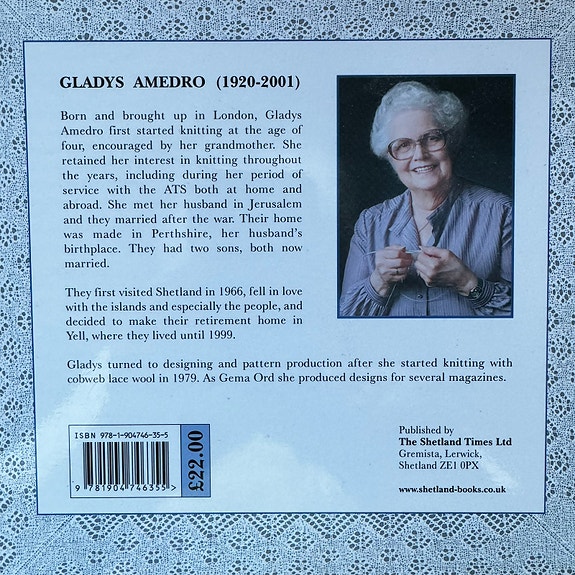 GLADYS AMEDRO (1920-2001)
Born and brought up in London, Gladys
Amedro first started knitting at the age of
four, encouraged by her grandmother. She
retained her interest in knitting throughout
the years, including during her period of
service with the ATS both at home and
abroad. She met her husband in Jerusalem
and they married after the war. Their home
was made in Perthshire, her husband's
birthplace. They had two sons, both now
married.
They first visited Shetland in 1966, fell in love
with the islands and especially the people, and
decided to make their retirement home in
Yell, where they lived until 1999.
Gladys turned to designing and pattern production after she started knitting with
cobweb lace wool in 1979. As Gema Ord she produced designs for several magazines.
ISBN 978-1-904746-35-5
9 781904 746355 >
£22.00
Published by
The Shetland Times Ltd
Gremista, Lerwick,
Shetland ZE1 0PX
www.shetland-books.co.uk